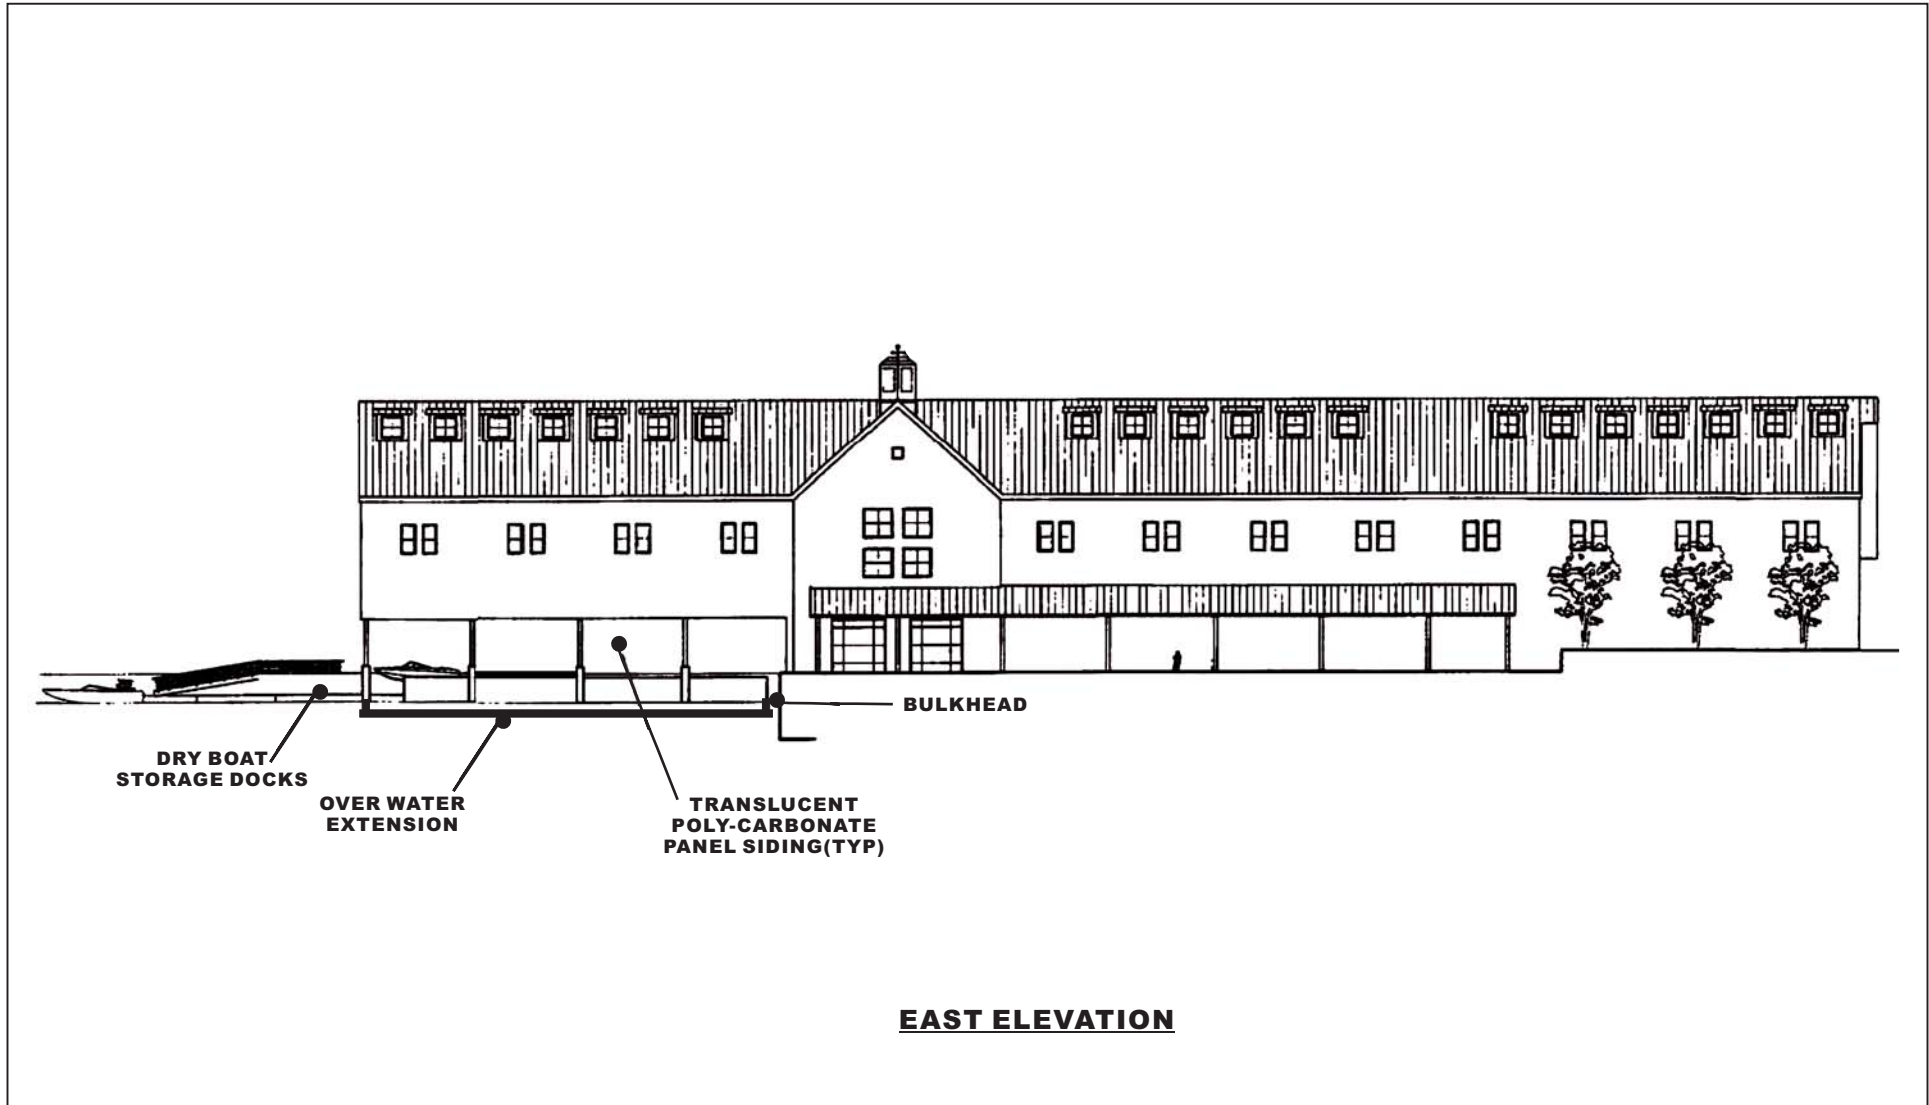 BULKHEAD
DRY BOAT
STORAGE DOCKS
OVER WATER
EXTENSION
TRANSLUCENT
POLY-CARBONATE
PANEL SIDING(TYP)
EAST ELEVATION